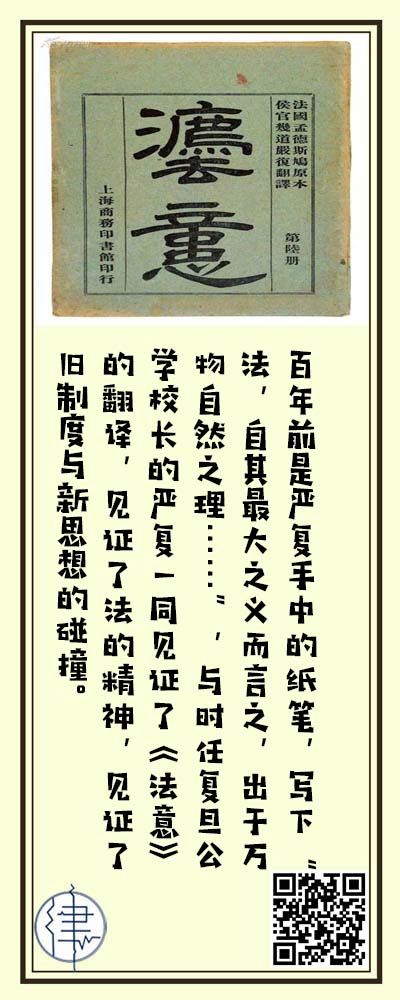 法國孟德斯鳩原本
侯官幾道嚴復翻譯
第陸册
灋意
上海商務印書館印行
百年前是严复手中的纸笔，写下“
法，自其最大之义而言之，出于万
物自然之理……”，与时任复旦公
学校长的严复一同见证了《法意》
的翻译，见证了法的精神，见证了
旧制度与新思想的碰撞。
律